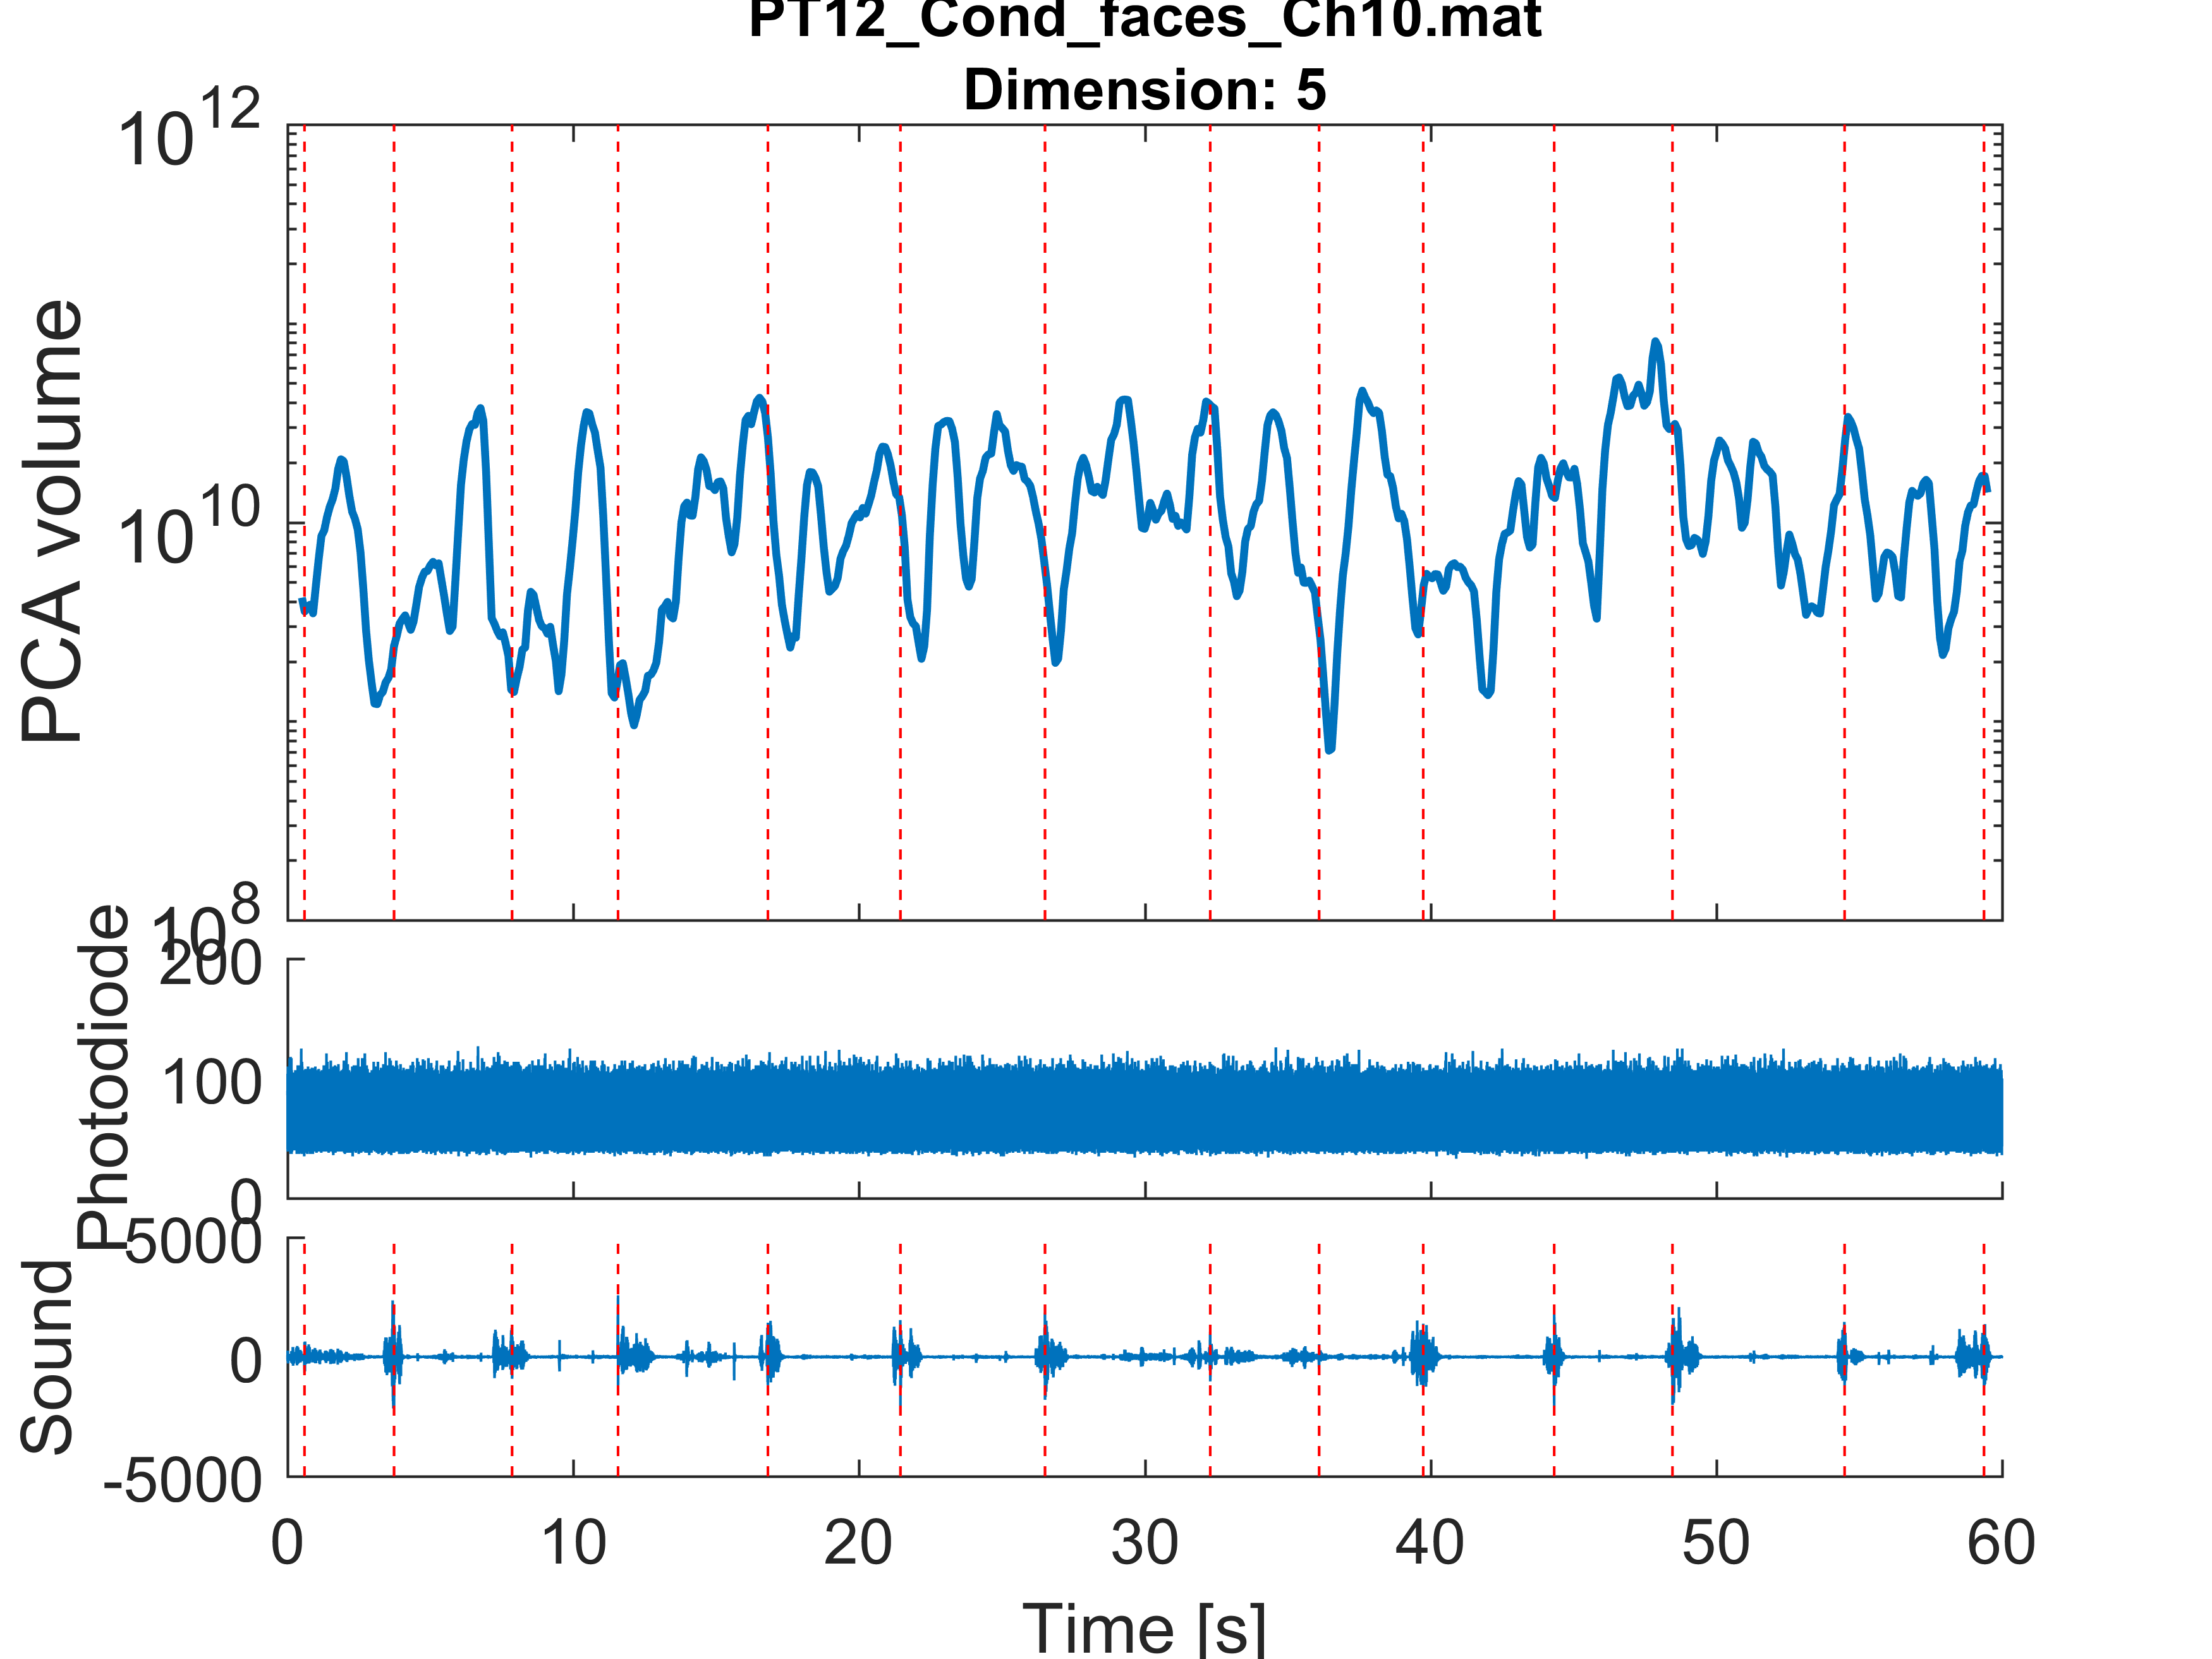 PT12_Cond_faces_Ch10.mat
Dimension: 5
10^12
10^10
10^8
PCA volume
200
100
0
Photodiode
5000
0
-5000
Sound
0 10 20 30 40 50 60
Time [s]